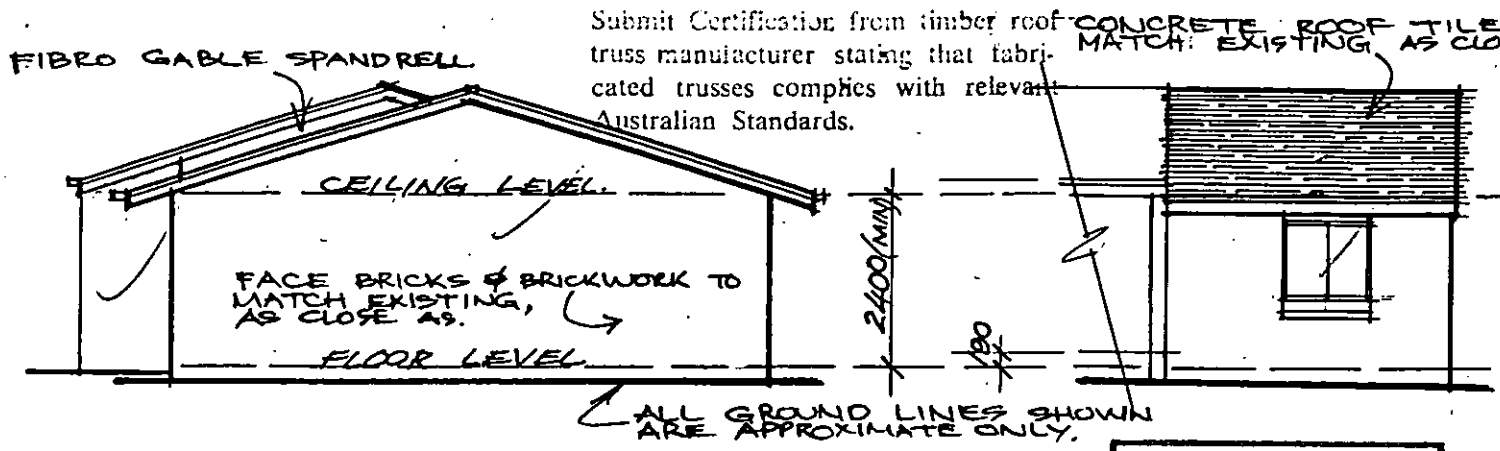 Submit Certification from timber roof
truss manufacturer stating that fabri-
cated trusses complies with relevant
Australian Standards.
CONCRETE ROOF TILE
MATCH EXISTING AS CLO
FIBRO GABLE SPANDRELL
CEILING LEVEL.
2400(MIN)
FACE BRICKS & BRICKWORK TO
MATCH EXISTING,
AS CLOSE AS.
FLOOR LEVEL
ALL GROUND LINES SHOWN
ARE APPROXIMATE ONLY.